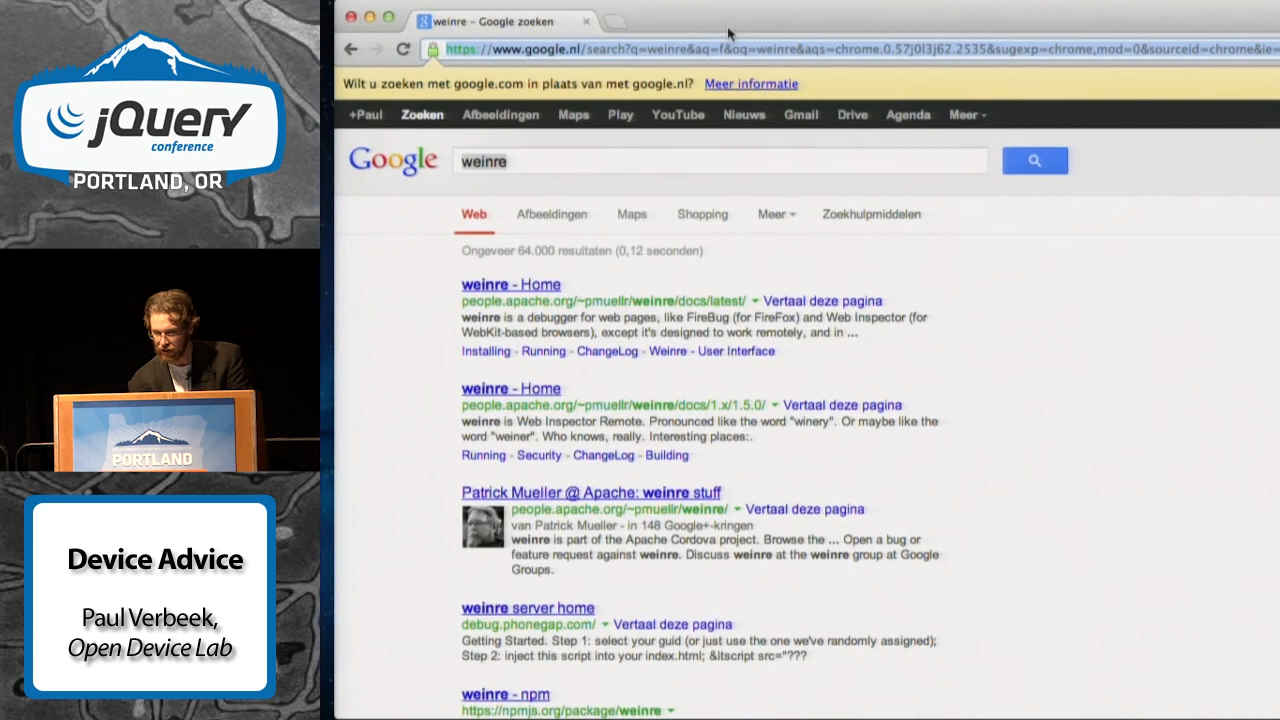 jQuery
conference
PORTLAND, OR
PORTLAND
Device Advice
Paul Verbeek,
Open Device Lab
weinre - Google zoeken
https://www.google.nl/search?q=weinre&aq=f&oq=weinre&aqs=chrome.0.57j0l3j62.2535&sugexp=chrome,mod=0&sourceid=chrome&ie=
Wilt u zoeken met google.com in plaats van met google.nl? Meer informatie
+Paul Zoeken Afbeeldingen Maps Play YouTube Nieuws Gmail Drive Agenda Meer
Google weinre
Web Afbeeldingen Maps Shopping Meer Zoekhulpmiddelen
Ongeveer 64.000 resultaten (0,12 seconden)
weinre - Home
people.apache.org/~pmuellr/weinre/docs/latest/ Vertaal deze pagina
weinre is a debugger for web pages, like FireBug (for FireFox) and Web Inspector (for
WebKit-based browsers), except it's designed to work remotely, and in ...
Installing - Running - ChangeLog - Weinre - User Interface
weinre - Home
people.apache.org/~pmuellr/weinre/docs/1.x/1.5.0/ Vertaal deze pagina
weinre is Web Inspector Remote. Pronounced like the word "winery". Or maybe like the
word "weiner". Who knows, really. Interesting places:.
Running - Security - ChangeLog - Building
Patrick Mueller @ Apache: weinre stuff
people.apache.org/~pmuellr/weinre/ Vertaal deze pagina
van Patrick Mueller - in 148 Google+-kringen
weinre is part of the Apache Cordova project. Browse the ... Open a bug or
feature request against weinre. Discuss weinre at the weinre group at Google
Groups.
weinre server home
debug.phonegap.com/ Vertaal deze pagina
Getting Started. Step 1: select your guid (or just use the one we've randomly assigned);
Step 2: inject this script into your index.html; &ltscript src="???
weinre - npm
https://npmjs.org/package/weinre